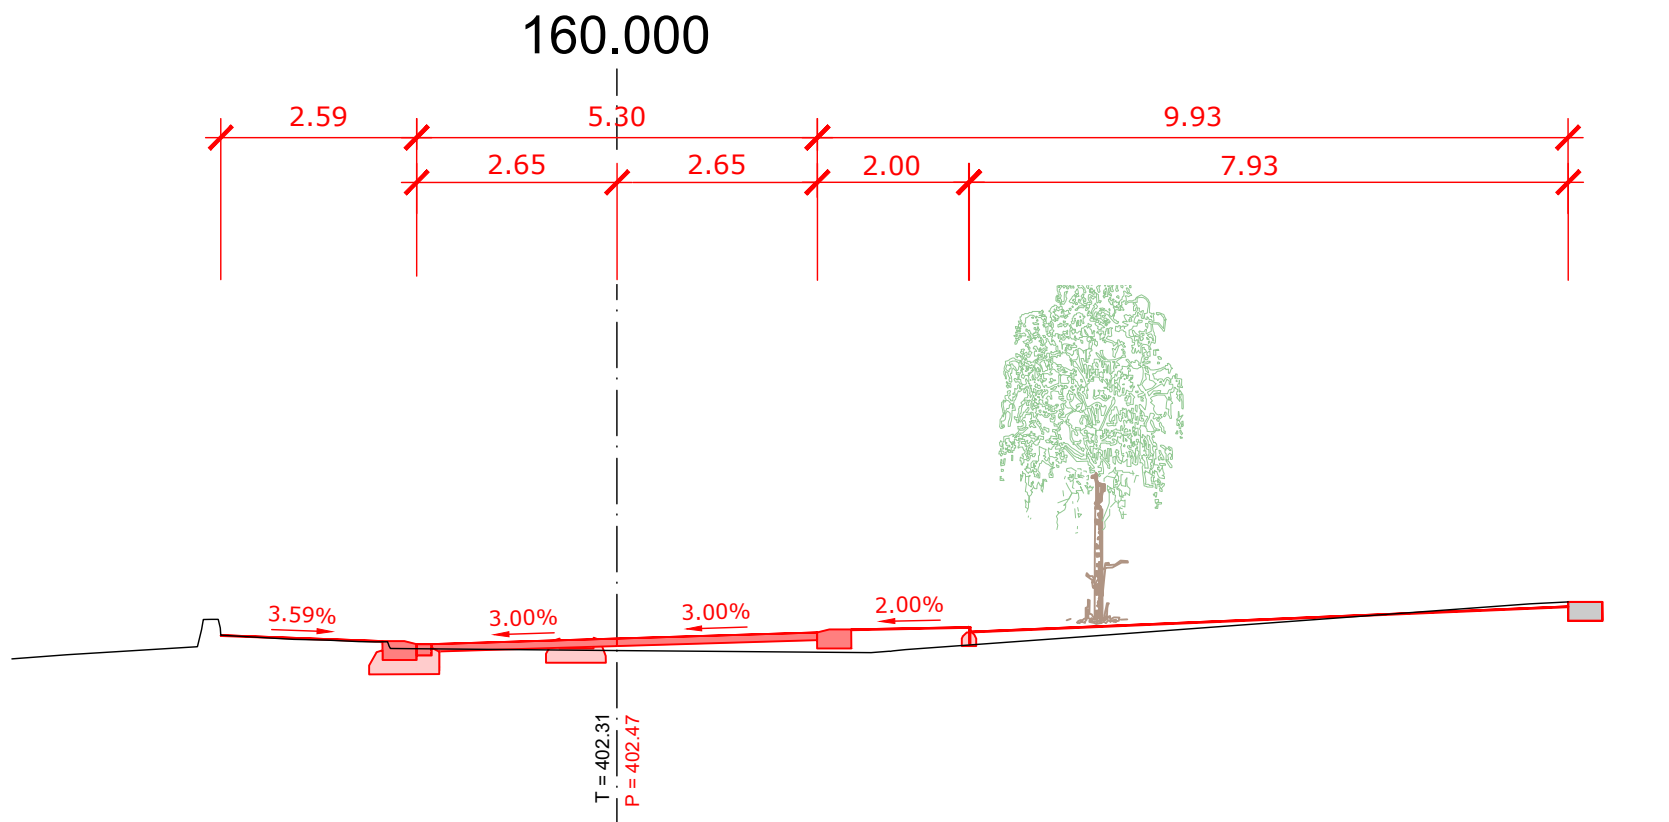 160.000
2.59 5.30 9.93
2.65 2.65 2.00 7.93
3.59% 3.00% 3.00% 2.00%
T = 402.31
P = 402.47